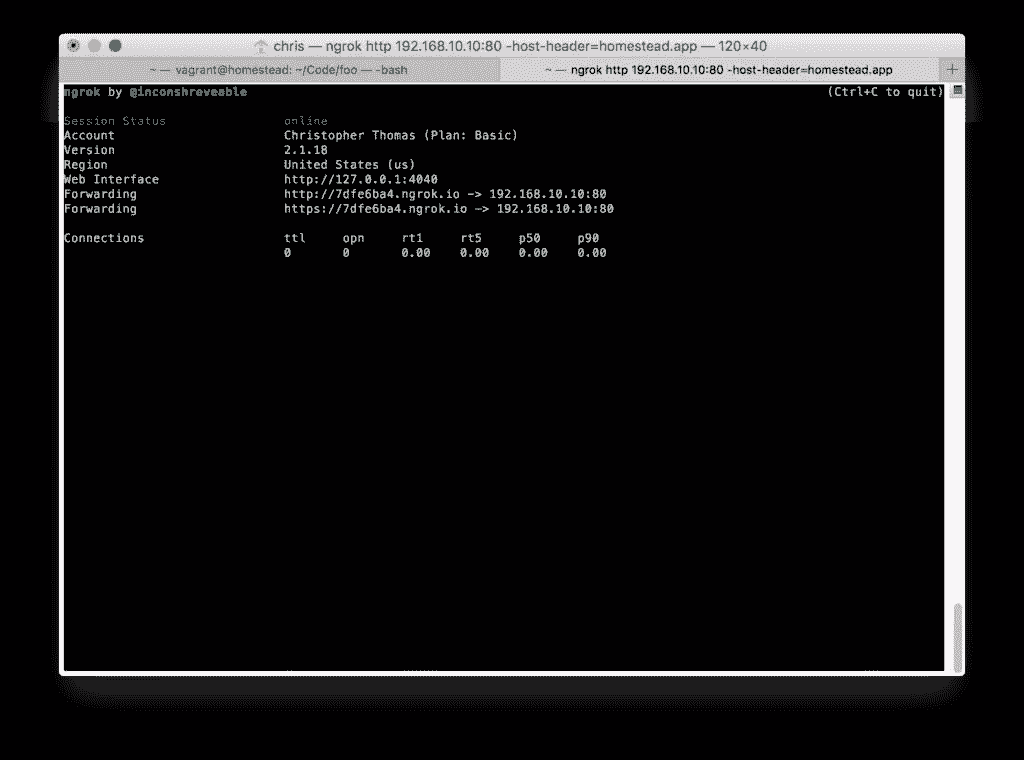 chris — ngrok http 192.168.10.10:80 -host-header=homestead.app — 120×40
~ — vagrant@homestead: ~/Code/foo — -bash
~ — ngrok http 192.168.10.10:80 -host-header=homestead.app
ngrok by @inconshreveable (Ctrl+C to quit)
Session Status online
Account Christopher Thomas (Plan: Basic)
Version 2.1.18
Region United States (us)
Web Interface http://127.0.0.1:4040
Forwarding http://7dfe6ba4.ngrok.io -> 192.168.10.10:80
Forwarding https://7dfe6ba4.ngrok.io -> 192.168.10.10:80
Connections ttl opn rt1 rt5 p50 p90
0 0 0.00 0.00 0.00 0.00